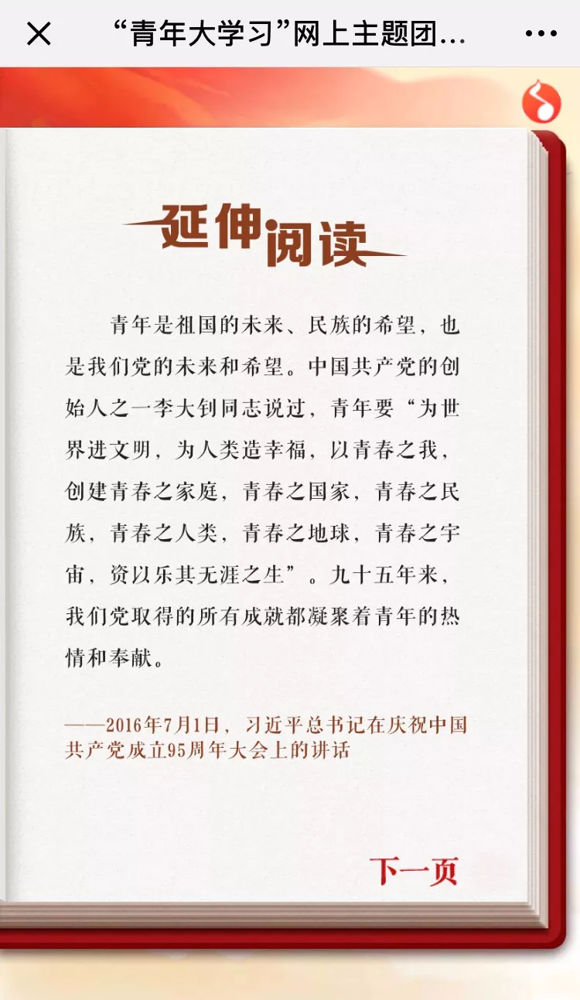 “青年大学习”网上主题团...
延伸阅读
青年是祖国的未来、民族的希望，也
是我们党的未来和希望。中国共产党的创
始人之一李大钊同志说过，青年要“为世
界进文明，为人类造幸福，以青春之我，
创建青春之家庭，青春之国家，青春之民
族，青春之人类，青春之地球，青春之宇
宙，资以乐其无涯之生”。九十五年来，
我们党取得的所有成就都凝聚着青年的热
情和奉献。
——2016年7月1日，习近平总书记在庆祝中国
共产党成立95周年大会上的讲话
下一页